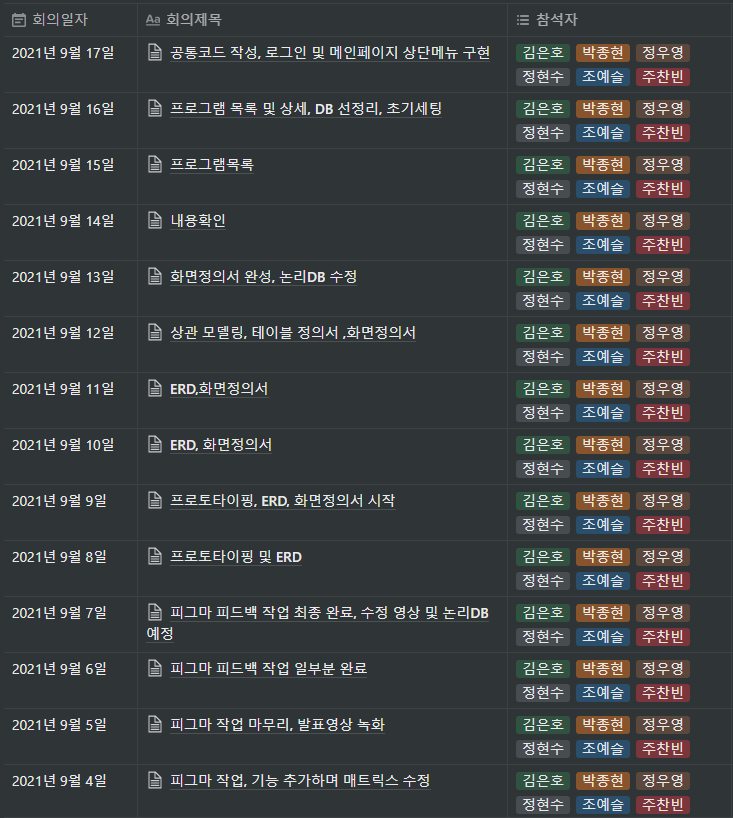 회의일자 Aa 회의제목 참석자
2021년 9월 17일 공통코드 작성, 로그인 및 메인페이지 상단메뉴 구현 김은호 박종현 정우영
정현수 조예슬 주찬빈
2021년 9월 16일 프로그램 목록 및 상세, DB 선정리, 초기세팅 김은호 박종현 정우영
정현수 조예슬 주찬빈
2021년 9월 15일 프로그램목록 김은호 박종현 정우영
정현수 조예슬 주찬빈
2021년 9월 14일 내용확인 김은호 박종현 정우영
정현수 조예슬 주찬빈
2021년 9월 13일 화면정의서 완성, 논리DB 수정 김은호 박종현 정우영
정현수 조예슬 주찬빈
2021년 9월 12일 상관 모델링, 테이블 정의서 ,화면정의서 김은호 박종현 정우영
정현수 조예슬 주찬빈
2021년 9월 11일 ERD,화면정의서 김은호 박종현 정우영
정현수 조예슬 주찬빈
2021년 9월 10일 ERD, 화면정의서 김은호 박종현 정우영
정현수 조예슬 주찬빈
2021년 9월 9일 프로토타이핑, ERD, 화면정의서 시작 김은호 박종현 정우영
정현수 조예슬 주찬빈
2021년 9월 8일 프로토타이핑 및 ERD 김은호 박종현 정우영
정현수 조예슬 주찬빈
2021년 9월 7일 피그마 피드백 작업 최종 완료, 수정 영상 및 논리DB 김은호 박종현 정우영
예정 정현수 조예슬 주찬빈
2021년 9월 6일 피그마 피드백 작업 일부분 완료 김은호 박종현 정우영
정현수 조예슬 주찬빈
2021년 9월 5일 피그마 작업 마무리, 발표영상 녹화 김은호 박종현 정우영
정현수 조예슬 주찬빈
2021년 9월 4일 피그마 작업, 기능 추가하며 매트릭스 수정 김은호 박종현 정우영
정현수 조예슬 주찬빈